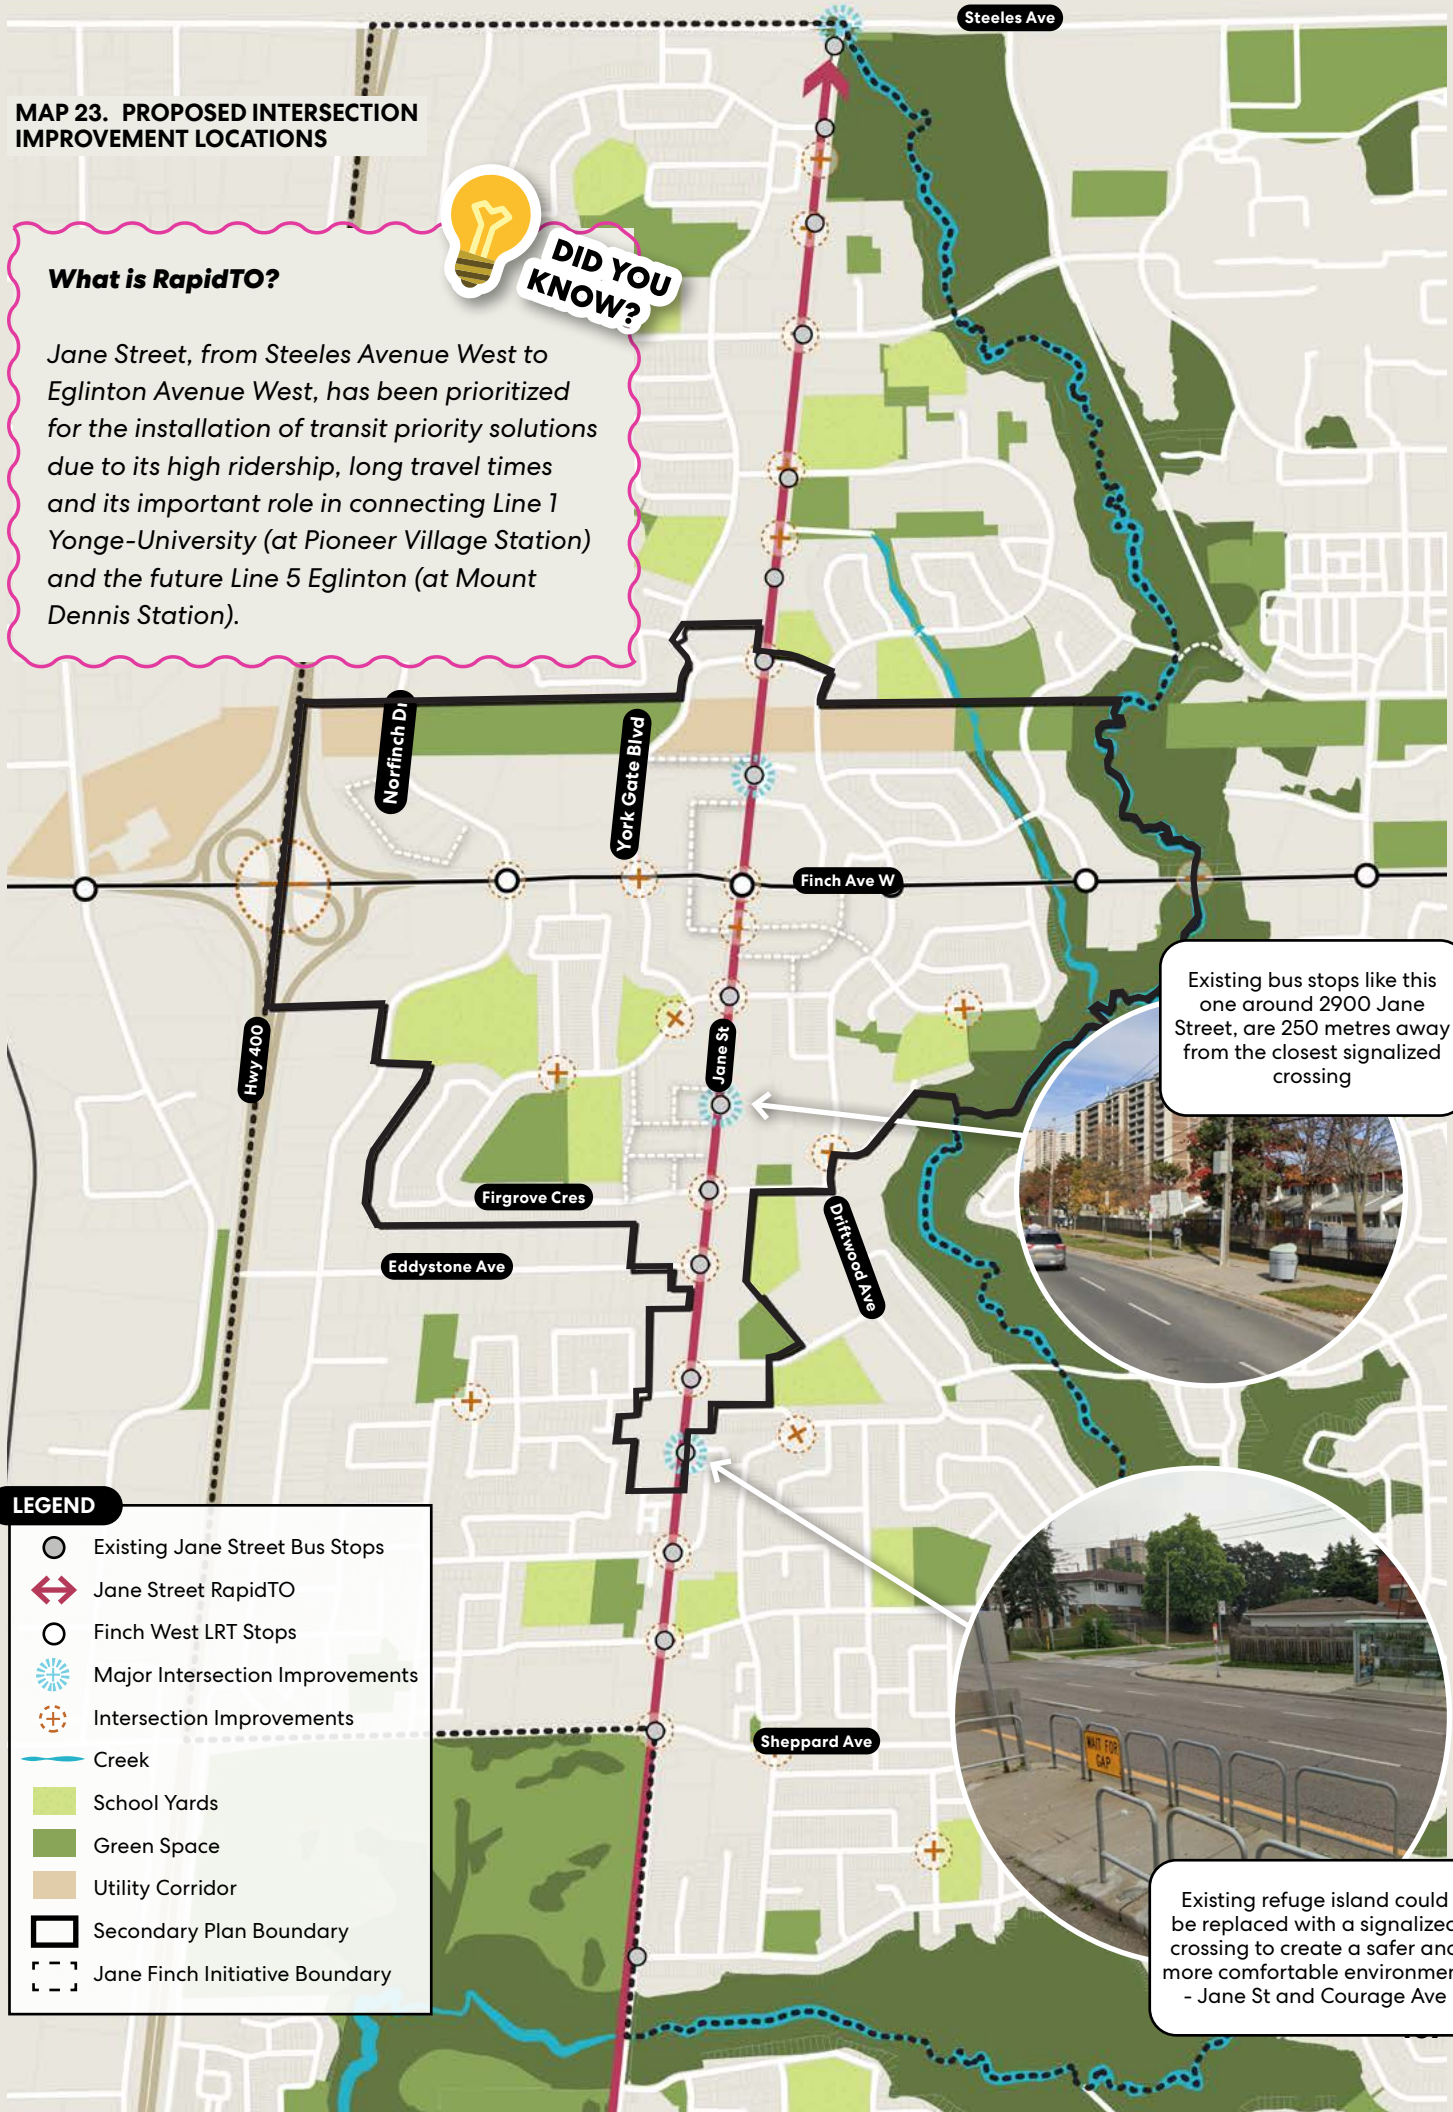 Steeles Ave
MAP 23. PROPOSED INTERSECTION
IMPROVEMENT LOCATIONS
DID YOU
KNOW?
What is RapidTO?
Jane Street, from Steeles Avenue West to
Eglinton Avenue West, has been prioritized
for the installation of transit priority solutions
due to its high ridership, long travel times
and its important role in connecting Line 1
Yonge-University (at Pioneer Village Station)
and the future Line 5 Eglinton (at Mount
Dennis Station).
Norfinch Dr
York Gate Blvd
Finch Ave W
Existing bus stops like this
one around 2900 Jane
Street, are 250 metres away
from the closest signalized
crossing
Hwy 400
Jane St
Firgrove Cres
Driftwood Ave
Eddystone Ave
LEGEND
Existing Jane Street Bus Stops
Jane Street RapidTO
Finch West LRT Stops
Major Intersection Improvements
Intersection Improvements
Creek
School Yards
Green Space
Utility Corridor
Secondary Plan Boundary
Jane Finch Initiative Boundary
Sheppard Ave
WAIT FOR
GAP
Existing refuge island could
be replaced with a signalized
crossing to create a safer and
more comfortable environmen
- Jane St and Courage Ave